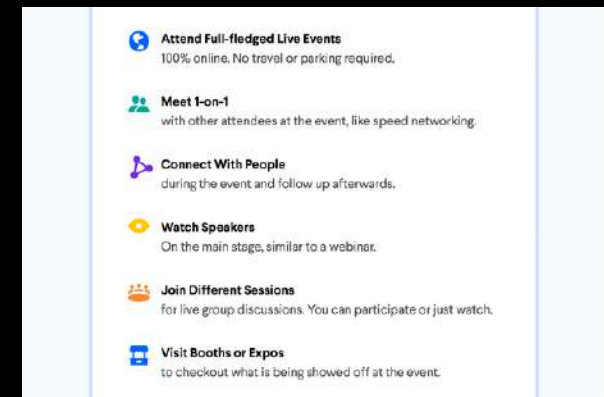 Attend Full-fledged Live Events
100% online. No travel or parking required.
Meet 1-on-1
with other attendees at the event, like speed networking.
Connect With People
during the event and follow up afterwards.
Watch Speakers
On the main stage, similar to a webinar.
Join Different Sessions
for live group discussions. You can participate or just watch.
Visit Booths or Expos
to checkout what is being showed off at the event.